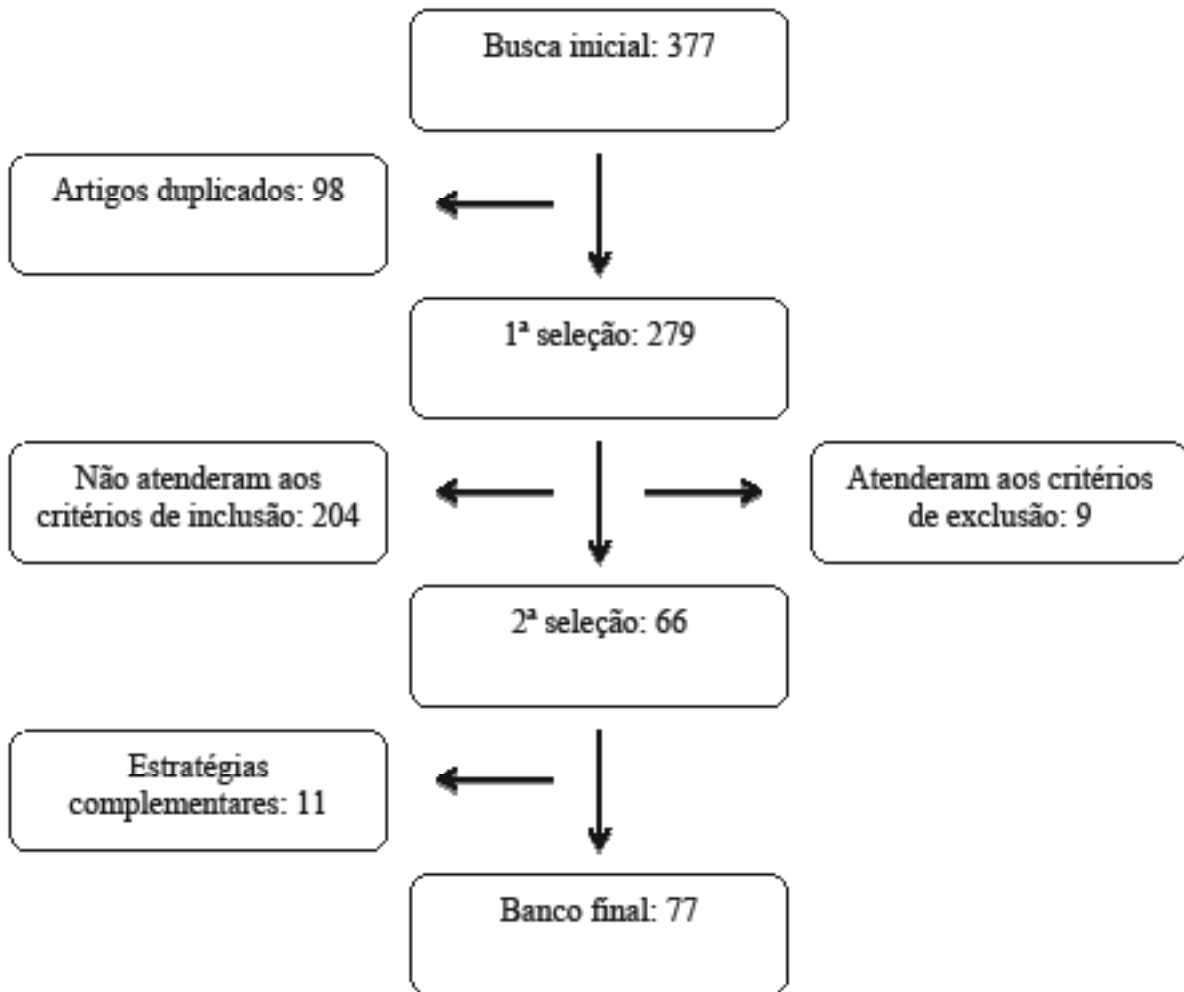 Busca inicial: 377
Artigos duplicados: 98
1ª seleção: 279
Não atenderam aos
critérios de inclusão: 204
Atenderam aos critérios
de exclusão: 9
2ª seleção: 66
Estratégias
complementares: 11
Banco final: 77